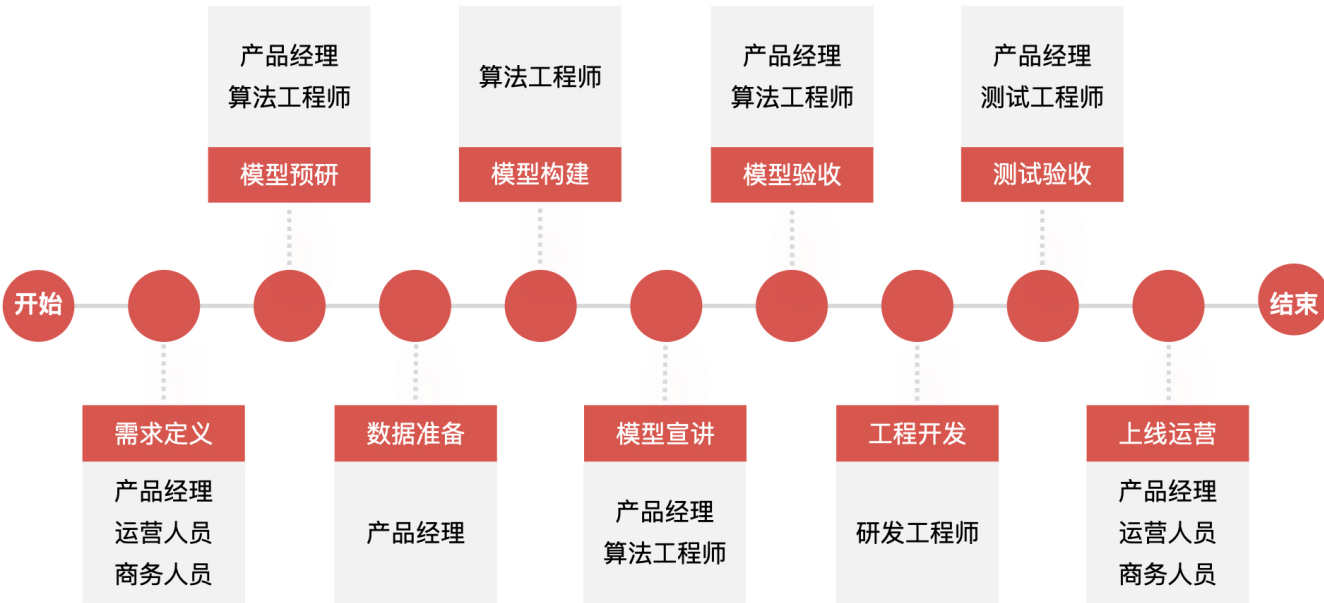 产品经理
算法工程师
模型预研
算法工程师
模型构建
产品经理
算法工程师
模型验收
产品经理
测试工程师
测试验收
开始
结束
需求定义
产品经理
运营人员
商务人员
数据准备
产品经理
模型宣讲
产品经理
算法工程师
工程开发
研发工程师
上线运营
产品经理
运营人员
商务人员